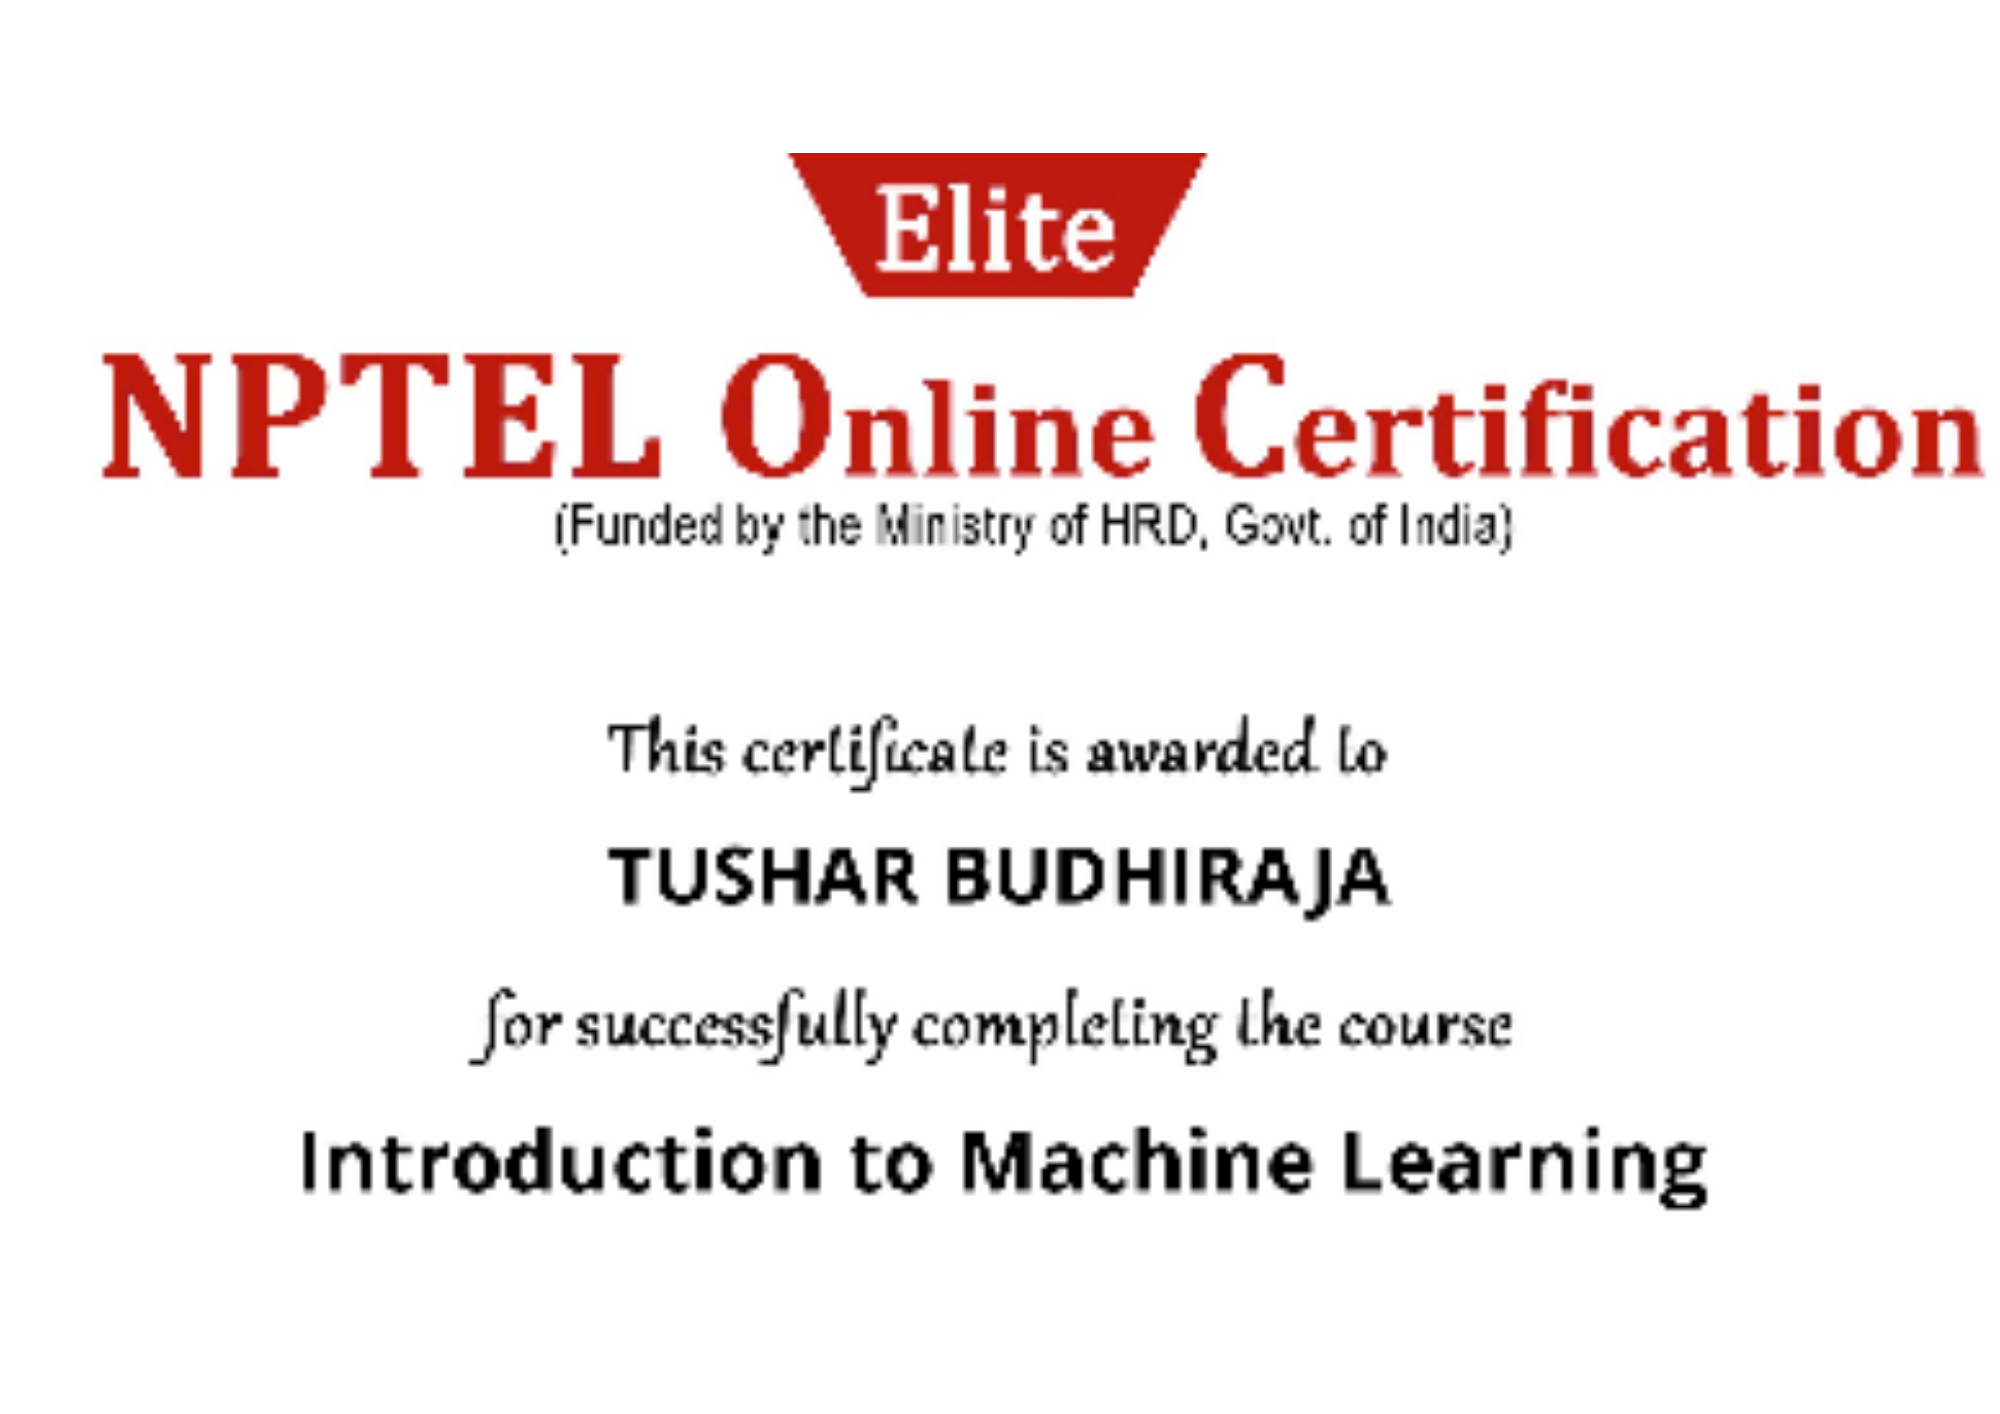 Elite
NPTEL Online Certification
(Funded by the Ministry of HRD, Govt. of India)
This certificate is awarded to
TUSHAR BUDHIRAJA
for successfully completing the course
Introduction to Machine Learning